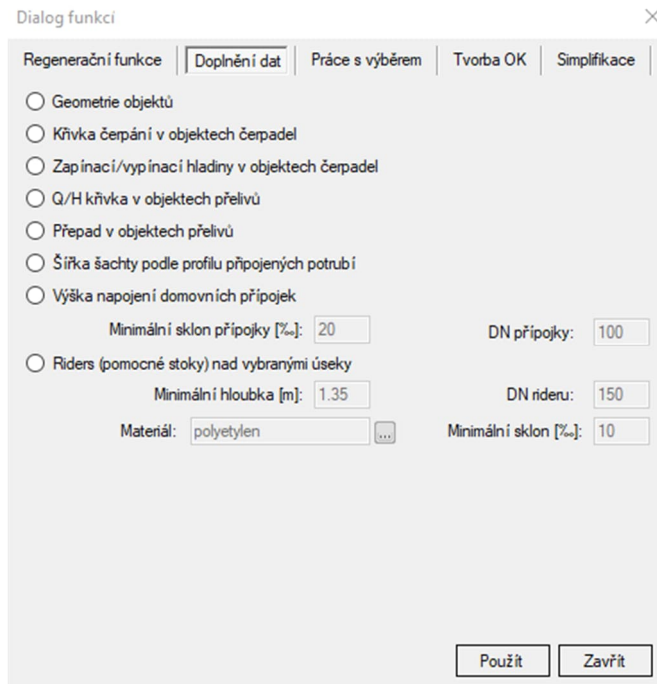 Dialog funkcí
Regenerační funkce Doplnění dat Práce s výběrem Tvorba OK Simplifikace
Geometrie objektů
Křivka čerpání v objektech čerpadel
Zapínací/vypínací hladiny v objektech čerpadel
Q/H křivka v objektech přelivů
Přepad v objektech přelivů
Šířka šachty podle profilu připojených potrubí
Výška napojení domovních přípojek
Minimální sklon přípojky [‰]: 20 DN přípojky: 100
Riders (pomocné stoky) nad vybranými úseky
Minimální hloubka [m]: 1.35 DN rideru: 150
Materiál: polyetylen ... Minimální sklon [‰]: 10
Použít Zavřít